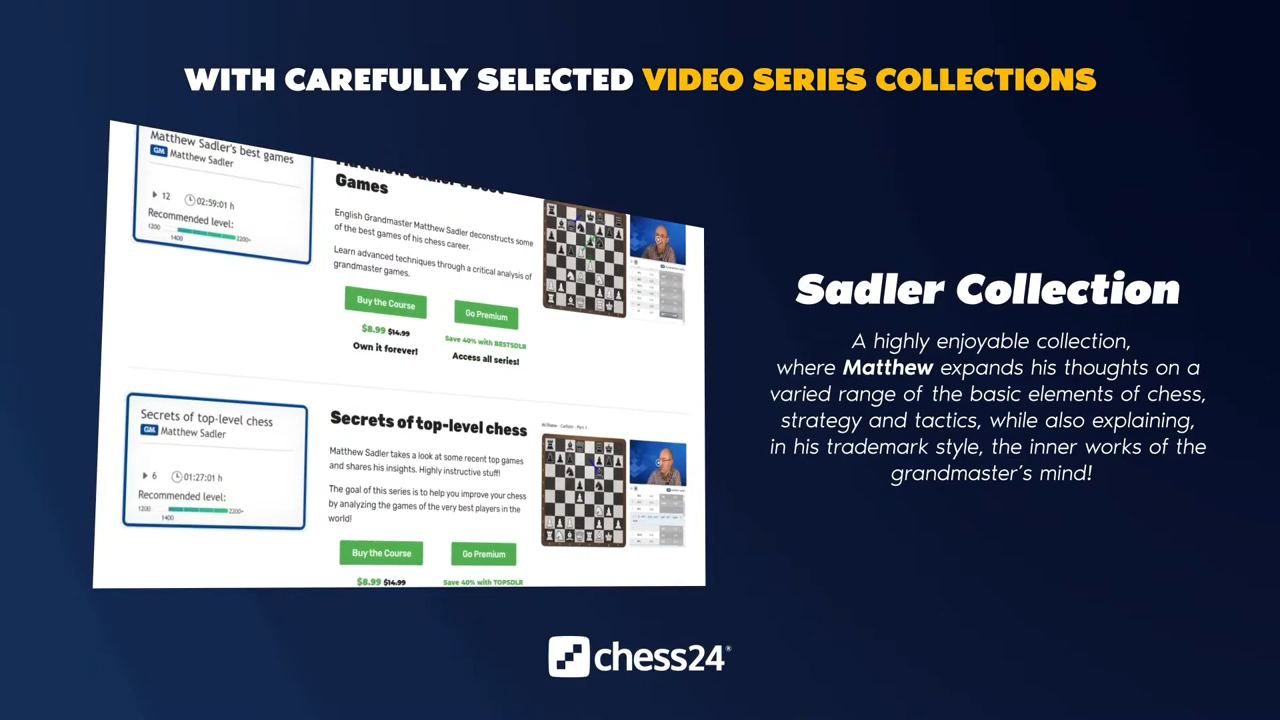 WITH CAREFULLY SELECTED VIDEO SERIES COLLECTIONS
Matthew Sadler's best games
GM Matthew Sadler
12
02:59:01 h
Recommended level:
1200
2200+
1400
Matthew Sadler's Best
Games
English Grandmaster Matthew Sadler deconstructs some
of the best games of his chess career.
Learn advanced techniques through a critical analysis of
grandmaster games.
Buy the Course
Go Premium
$8.99 $14.99
Save 40% with BESTSDLR
Own it forever!
Access all series!
Secrets of top-level chess
GM Matthew Sadler
6
01:27:01 h
Recommended level:
1200
2200+
1400
Secrets of top-level chess
Matthew Sadler takes a look at some recent top games
and shares his insights. Highly instructive stuff!
The goal of this series is to help you improve your chess
by analyzing the games of the very best players in the
world!
Buy the Course
Go Premium
$8.99 $14.99
Save 40% with TOPSDLR
Sadler Collection
A highly enjoyable collection,
where Matthew expands his thoughts on a
varied range of the basic elements of chess,
strategy and tactics, while also explaining,
in his trademark style, the inner works of the
grandmaster's mind!
chess24®